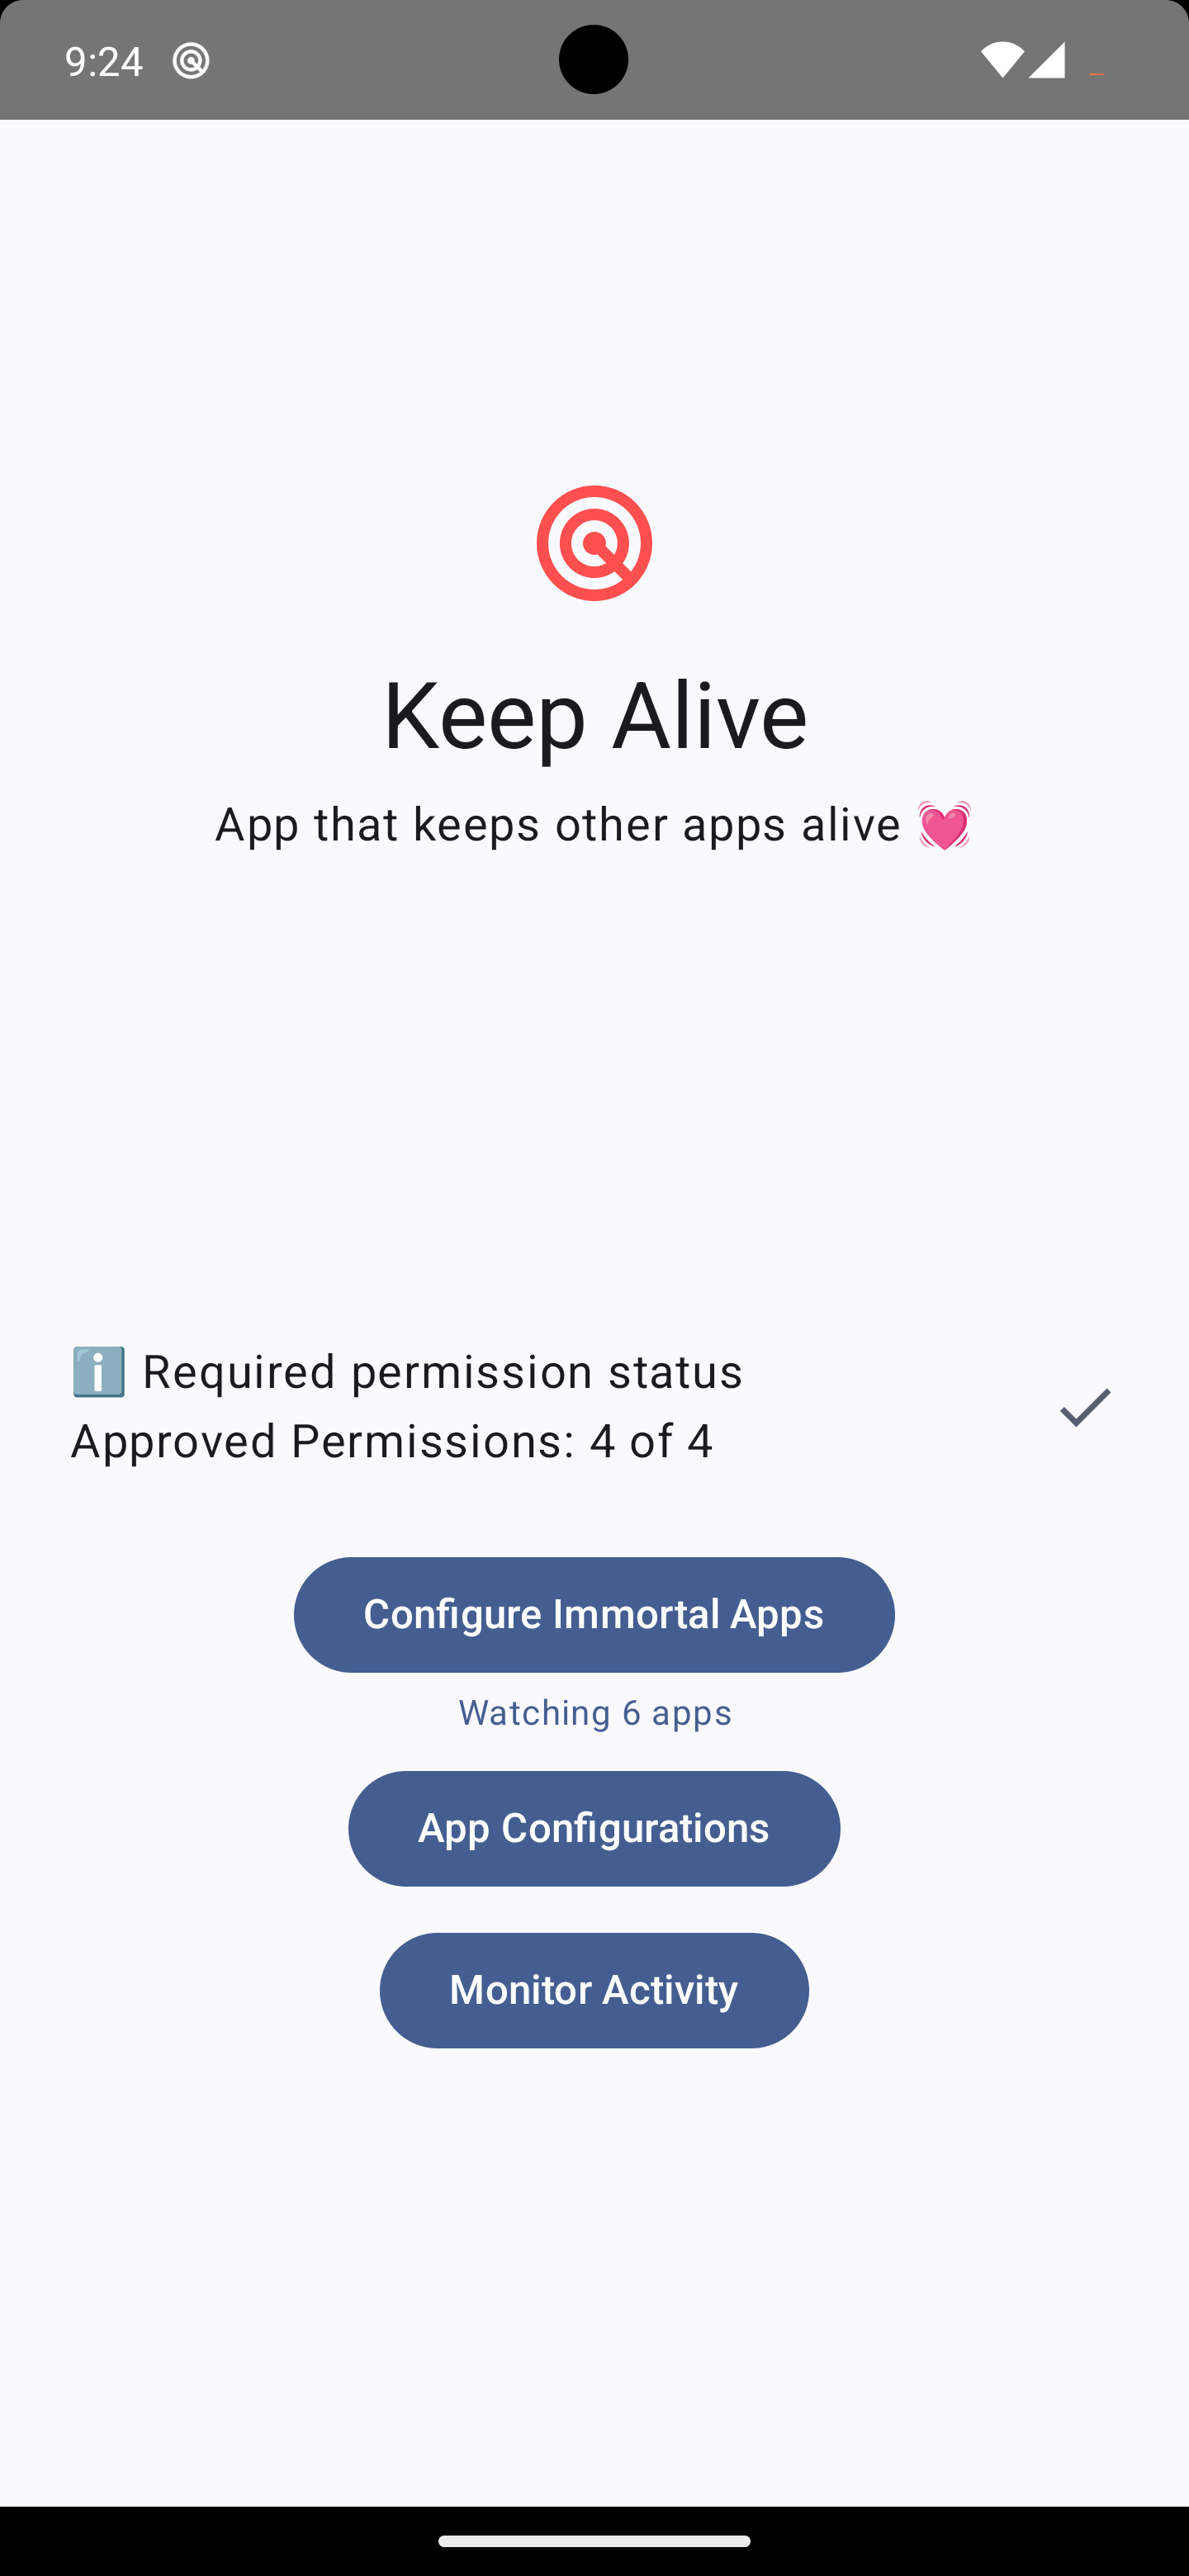 9:24
Keep Alive
App that keeps other apps alive 💓
ℹ️ Required permission status
Approved Permissions: 4 of 4
Configure Immortal Apps
Watching 6 apps
App Configurations
Monitor Activity